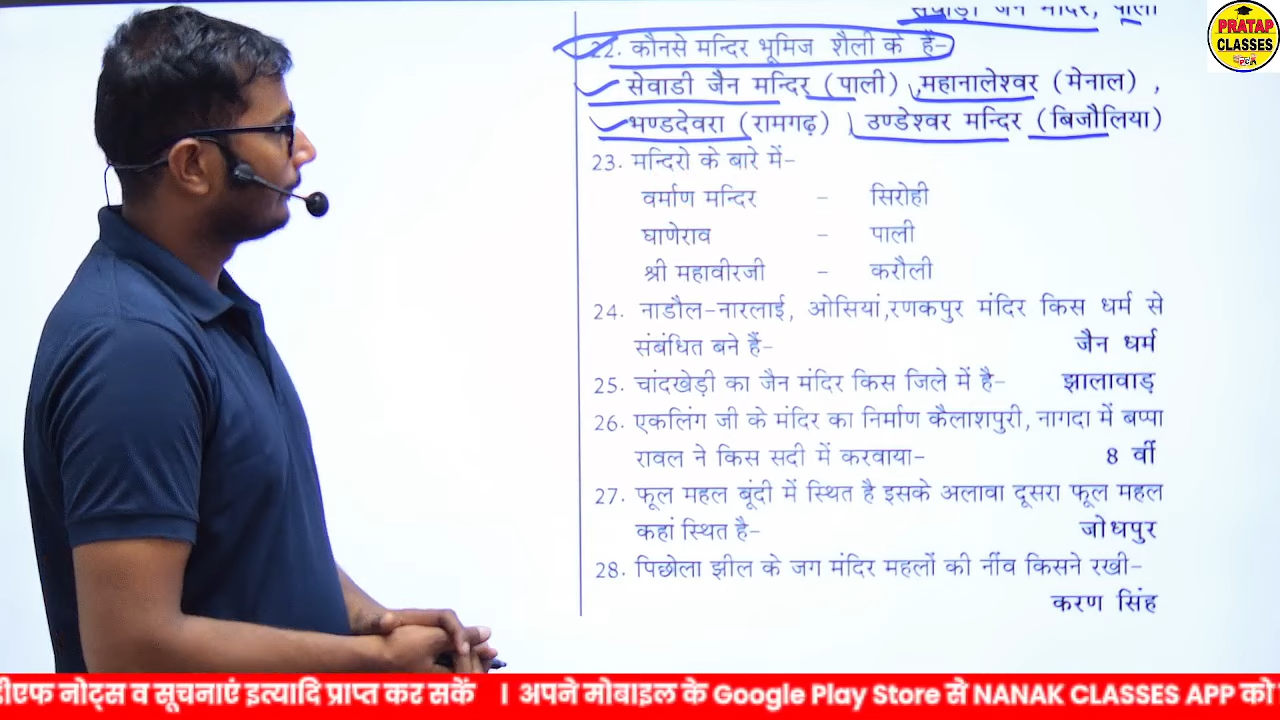 सेवाड़ी जैन मंदिर, पाली
22. कौनसे मन्दिर भूमिज शैली के हैं-
सेवाडी जैन मन्दिर (पाली) ,महानालेश्वर (मेनाल) ,
भण्डदेवरा (रामगढ़) , उण्डेश्वर मन्दिर (बिजौलिया)
23. मन्दिरो के बारे में-
वर्माण मन्दिर - सिरोही
घाणेराव - पाली
श्री महावीरजी - करौली
24. नाडौल-नारलाई, ओसियां,रणकपुर मंदिर किस धर्म से
संबंधित बने हैं- जैन धर्म
25. चांदखेड़ी का जैन मंदिर किस जिले में है- झालावाड़
26. एकलिंग जी के मंदिर का निर्माण कैलाशपुरी, नागदा में बप्पा
रावल ने किस सदी में करवाया- 8 वीं
27. फूल महल बूंदी में स्थित है इसके अलावा दूसरा फूल महल
कहां स्थित है- जोधपुर
28. पिछोला झील के जग मंदिर महलों की नींव किसने रखी-
करण सिंह
PRATAP
CLASSES
डीएफ नोट्स व सूचनाएं इत्यादि प्राप्त कर सकें । अपने मोबाइल के Google Play Store से NANAK CLASSES APP को